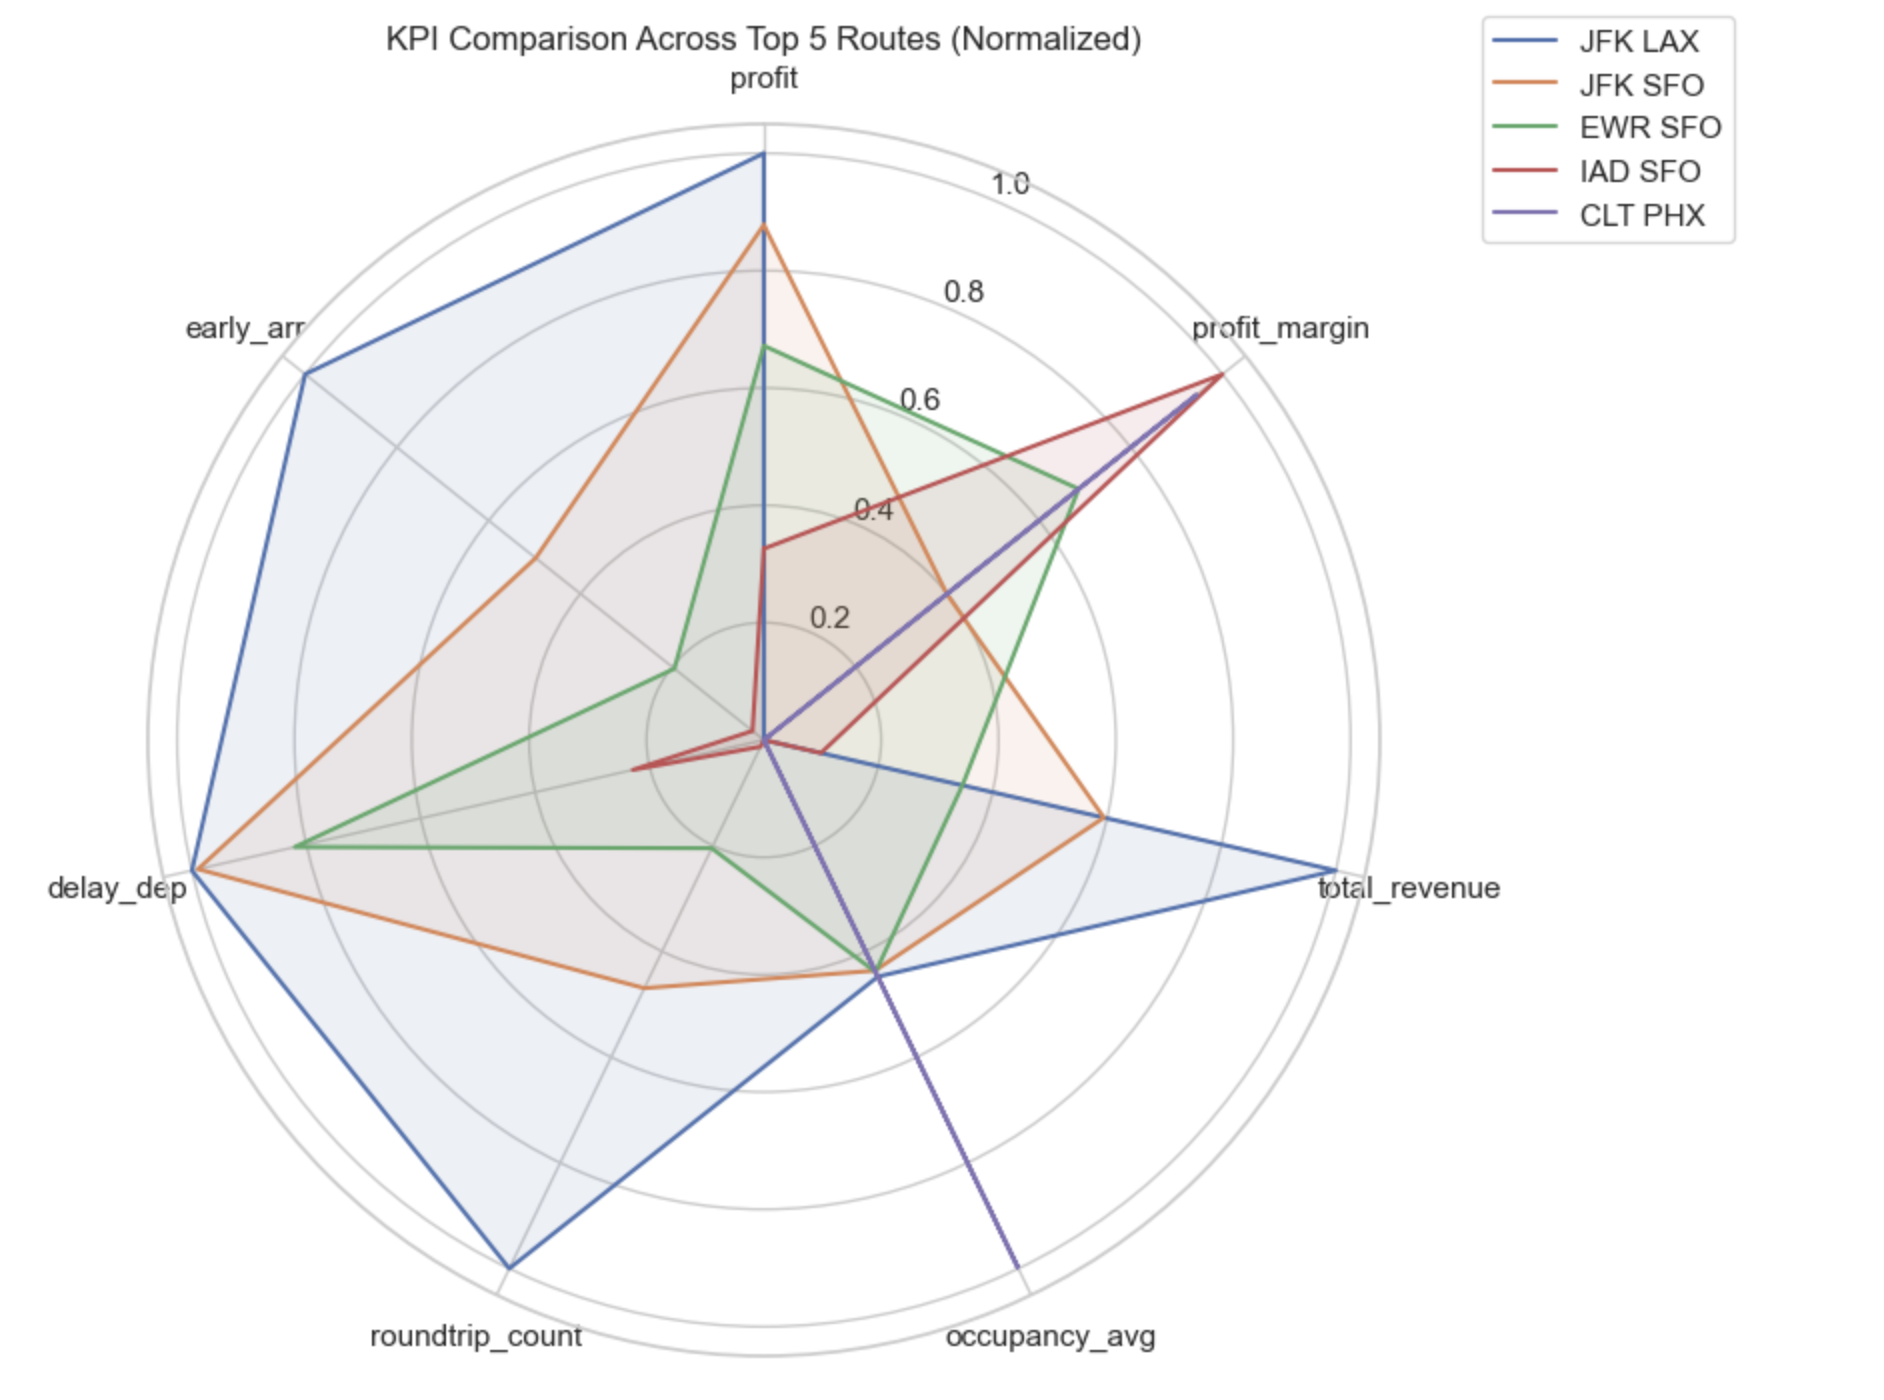 KPI Comparison Across Top 5 Routes (Normalized)
profit
JFK LAX
JFK SFO
EWR SFO
IAD SFO
CLT PHX
1.0
0.8
0.6
0.4
0.2
early_arr
profit_margin
delay_dep
total_revenue
roundtrip_count
occupancy_avg